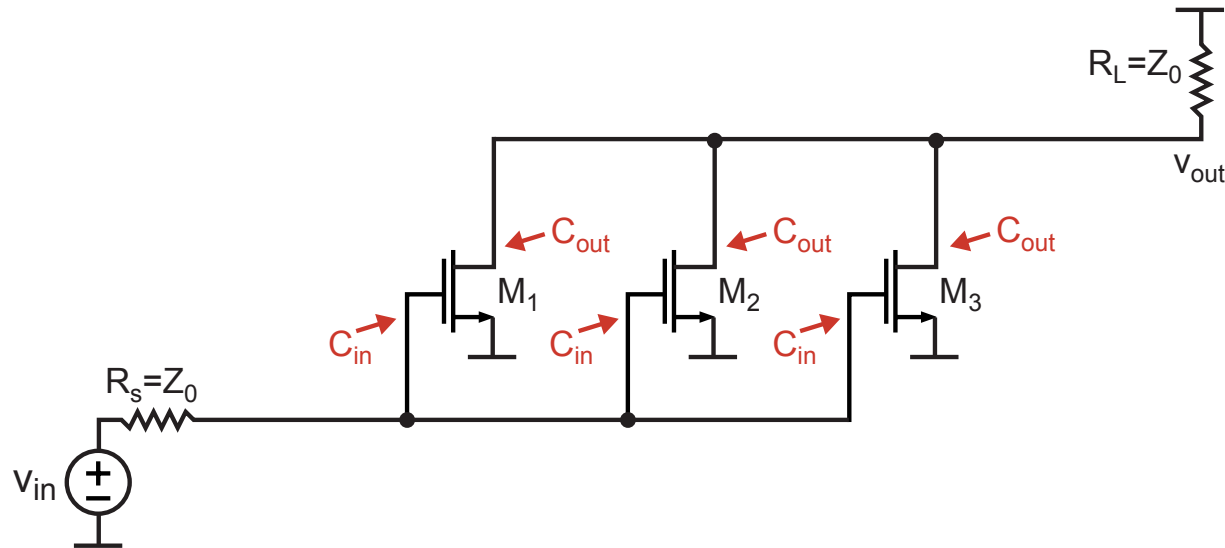 R_L=Z_0
v_out
C_out
C_out
C_out
M_1
M_2
M_3
C_in
C_in
C_in
R_s=Z_0
v_in